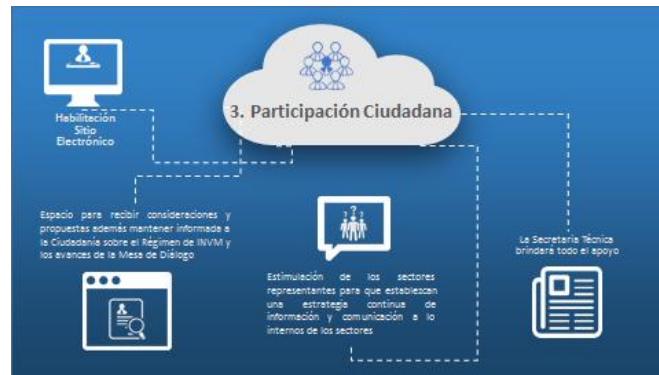 3. Participación Ciudadana
Habilitación
Sitio
Electrónico
Espacio para recibir consideraciones y
propuestas además mantener informada a
la Ciudadanía sobre el Régimen de INVM y
los avances de la Mesa de Diálogo
? ? ?
Estimulación de los sectores
representantes para que establezcan
una estrategia continua de
información y comunicación a lo
internos de los sectores
La Secretaría Técnica
brindará todo el apoyo